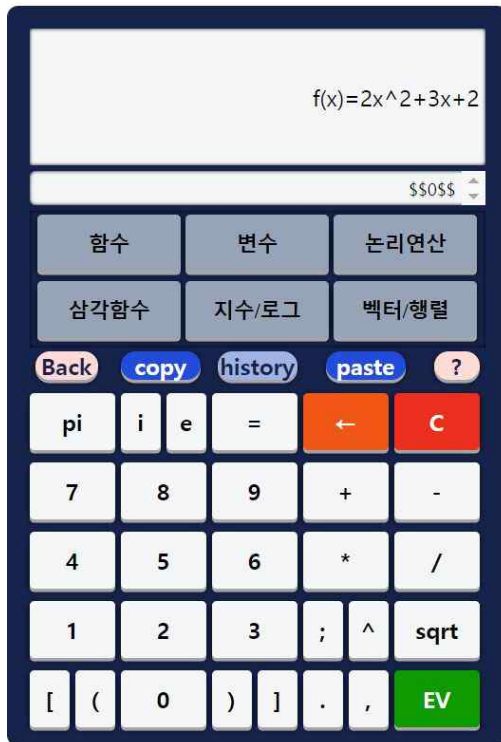 f(x)=2x^2+3x+2
$$0$$
함수 변수 논리연산
삼각함수 지수/로그 벡터/행렬
Back copy history paste ?
pi i e = ← C
7 8 9 + -
4 5 6 * /
1 2 3 ; ^ sqrt
[ ( 0 ) ] . , EV